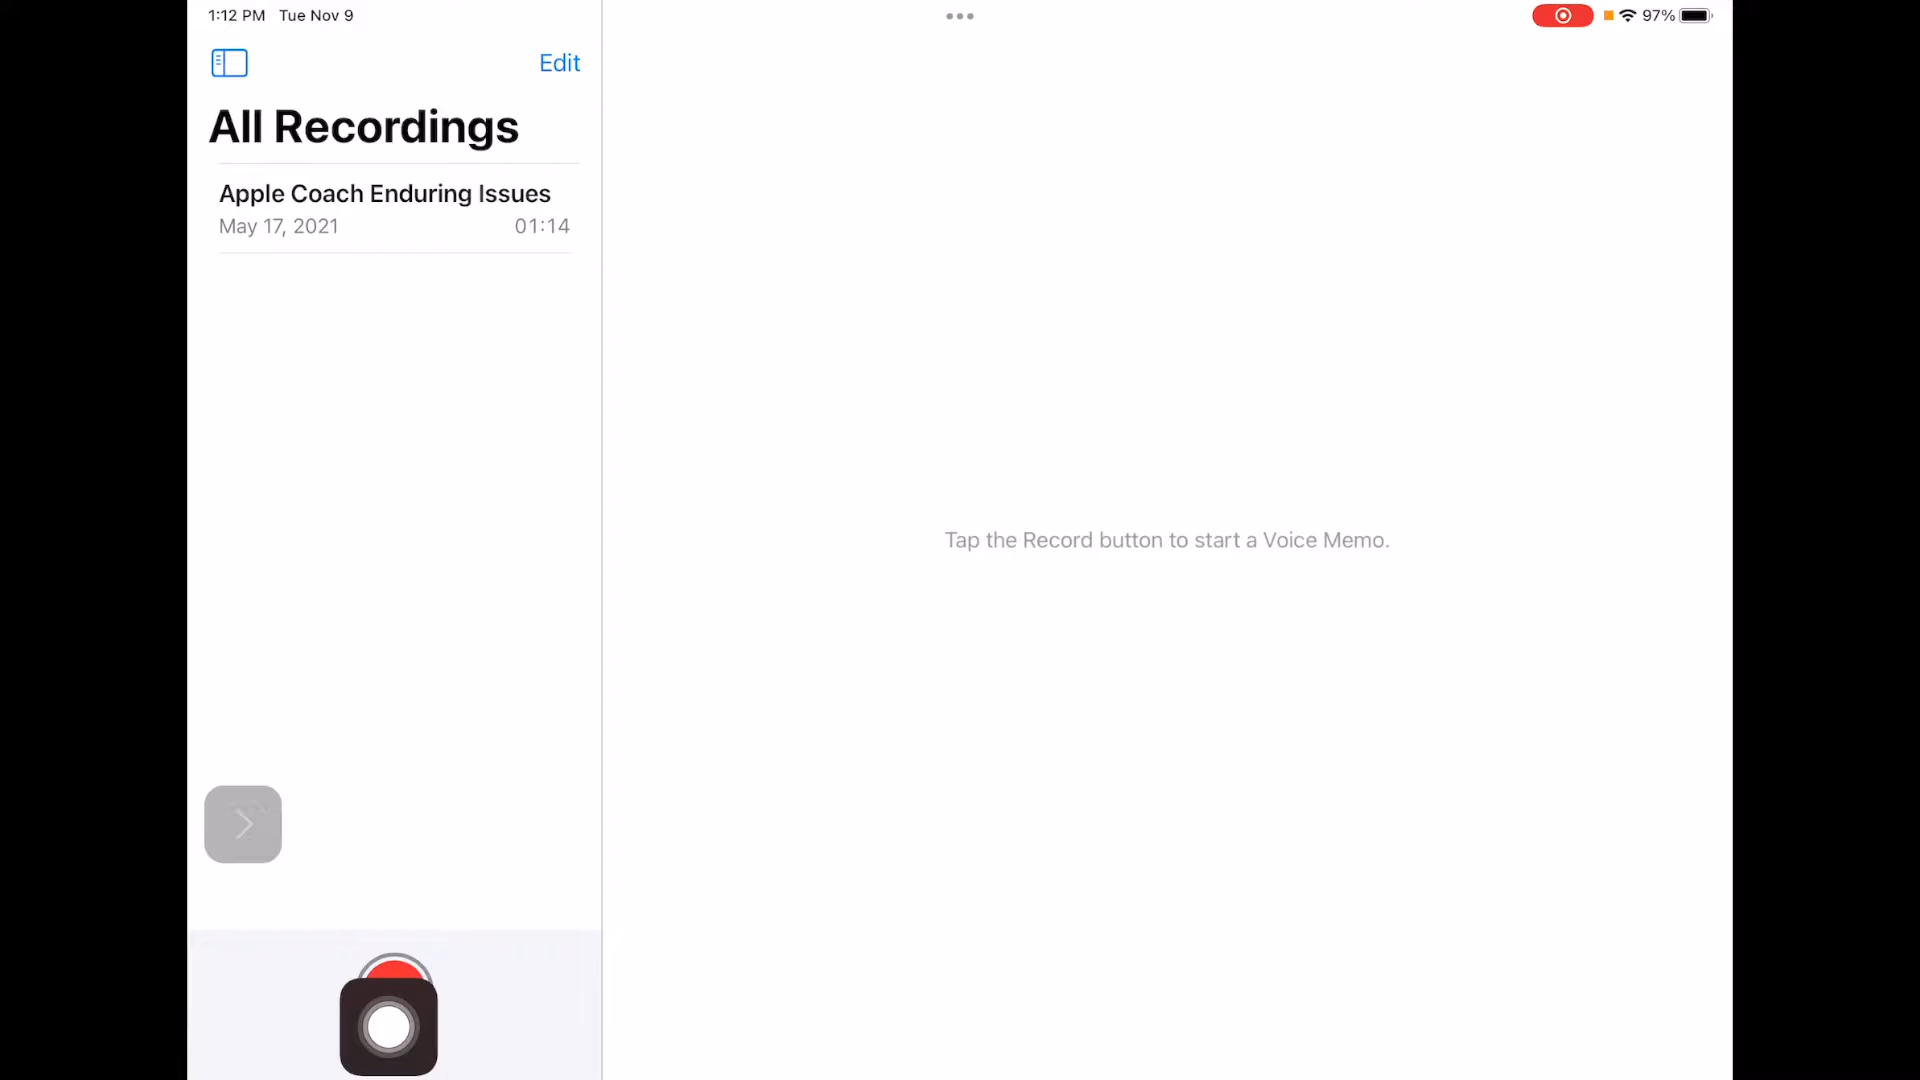 1:12 PM Tue Nov 9
97%
Edit
All Recordings
Apple Coach Enduring Issues
May 17, 2021 01:14
Tap the Record button to start a Voice Memo.